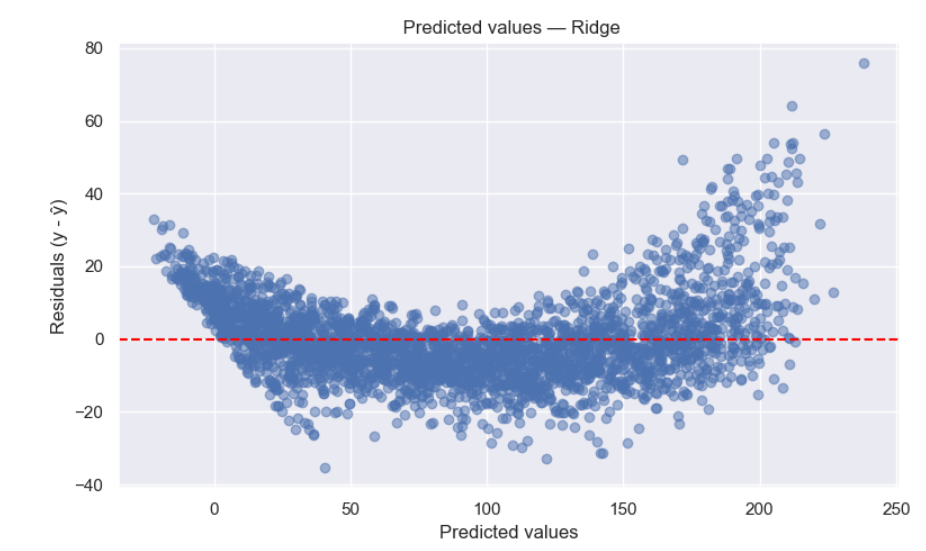 Predicted values — Ridge
80
60
40
20
0
−20
−40
Residuals (y - ŷ)
0 50 100 150 200 250
Predicted values